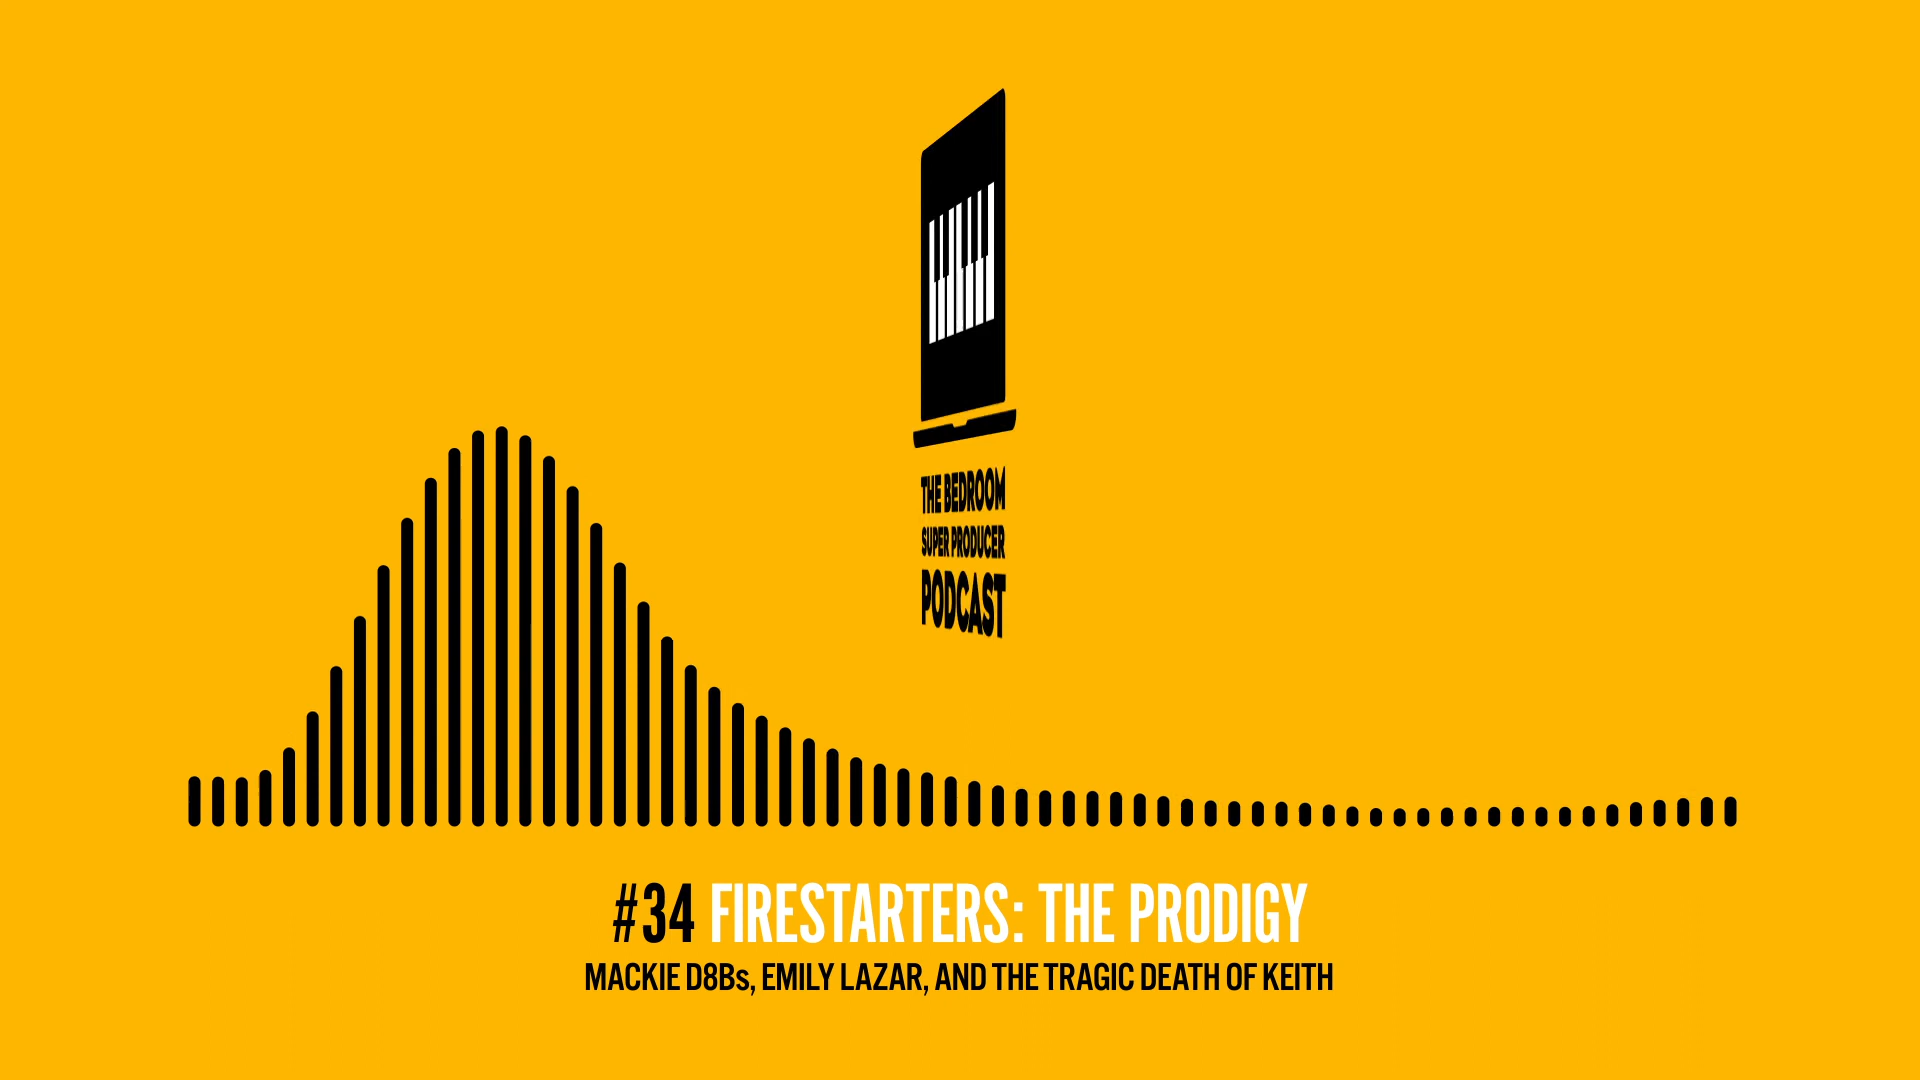 THE BEDROOM
SUPER PRODUCER
PODCAST
#34 FIRESTARTERS: THE PRODIGY
MACKIE D8Bs, EMILY LAZAR, AND THE TRAGIC DEATH OF KEITH